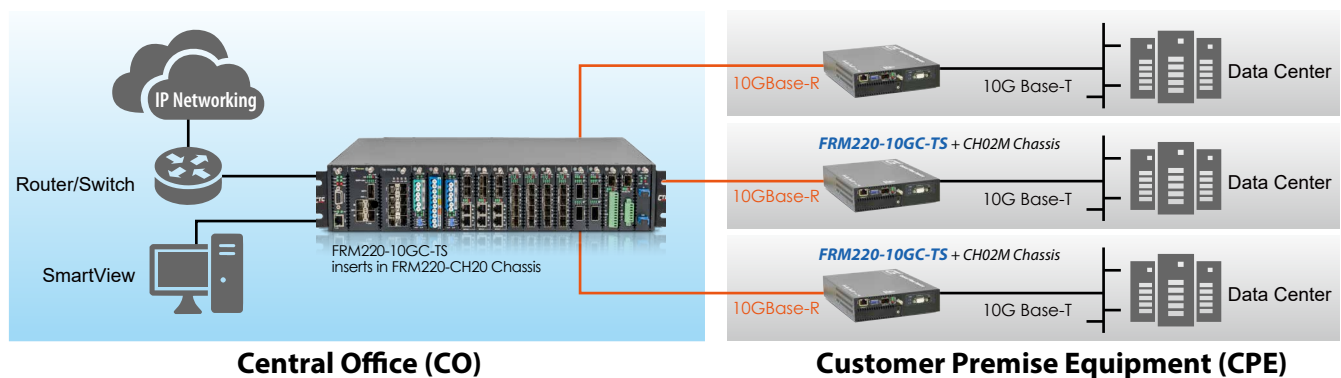 IP Networking
Router/Switch
SmartView
FRM220-10GC-TS
inserts in FRM220-CH20 Chassis
Central Office (CO)
10GBase-R
10G Base-T
Data Center
FRM220-10GC-TS + CH02M Chassis
10GBase-R
10G Base-T
Data Center
FRM220-10GC-TS + CH02M Chassis
10GBase-R
10G Base-T
Data Center
Customer Premise Equipment (CPE)